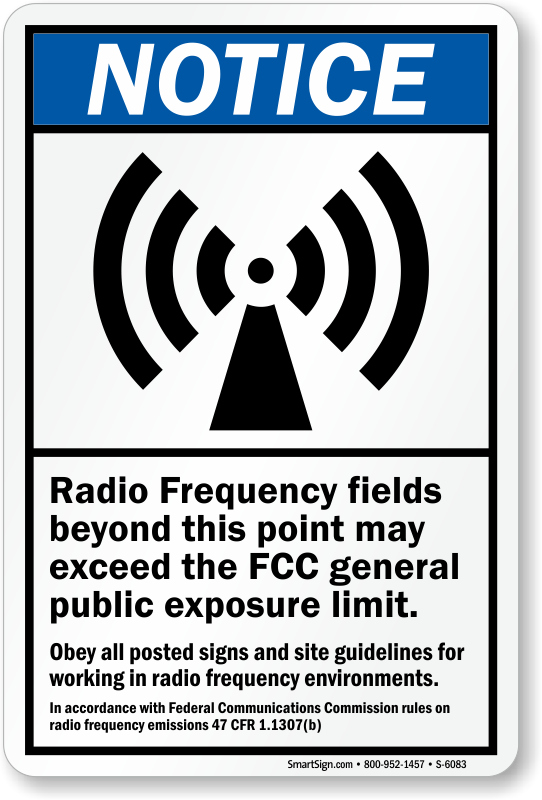 NOTICE
Radio Frequency fields
beyond this point may
exceed the FCC general
public exposure limit.
Obey all posted signs and site guidelines for
working in radio frequency environments.
In accordance with Federal Communications Commission rules on
radio frequency emissions 47 CFR 1.1307(b)
SmartSign.com • 800-952-1457 • S-6083